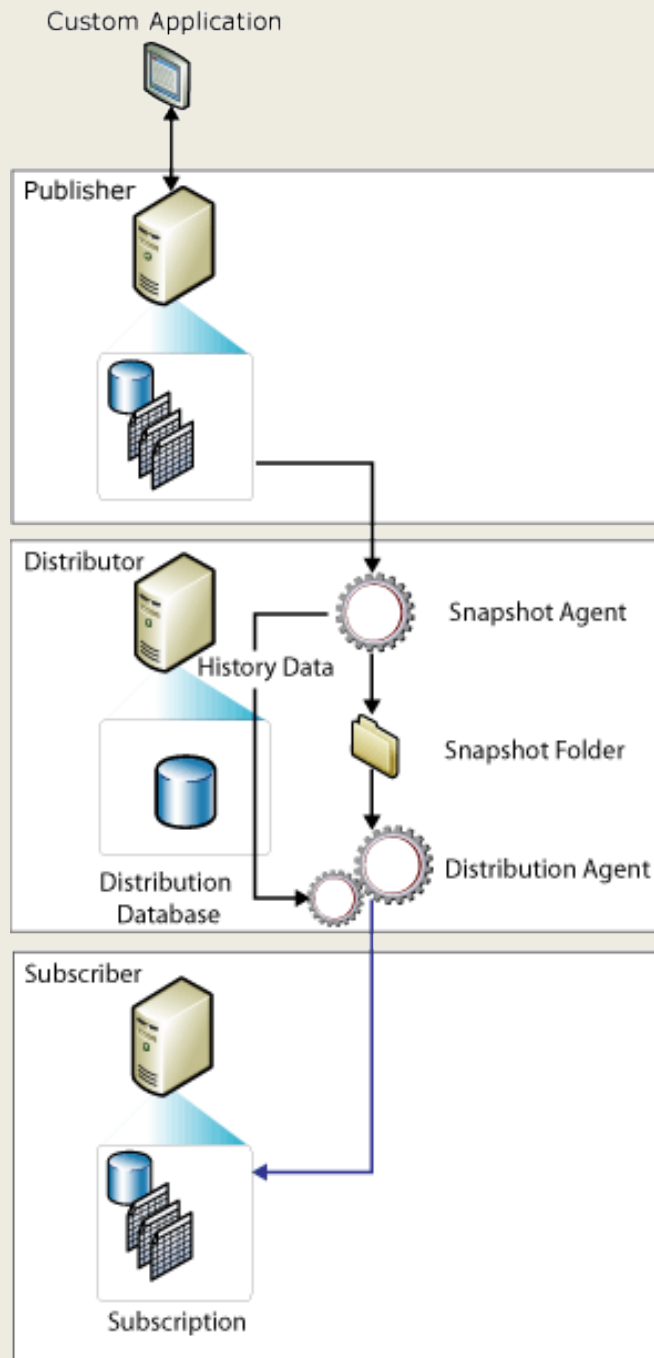 Custom Application
Publisher
Distributor
Snapshot Agent
History Data
Snapshot Folder
Distribution Agent
Distribution
Database
Subscriber
Subscription